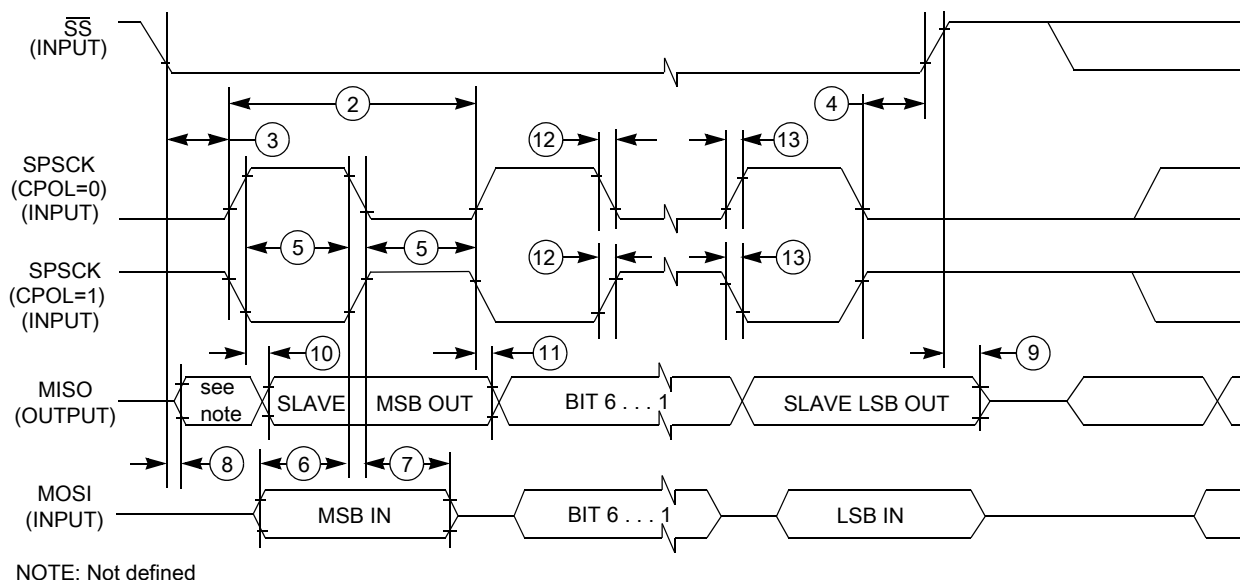 SS
(INPUT)
2
4
3
12
13
SPSCK
(CPOL=0)
(INPUT)
5
5
SPSCK
(CPOL=1)
(INPUT)
12
13
10
11
9
MISO
(OUTPUT)
see
note
SLAVE
MSB OUT
BIT 6 . . . 1
SLAVE LSB OUT
8
6
7
MOSI
(INPUT)
MSB IN
BIT 6 . . . 1
LSB IN
NOTE: Not defined